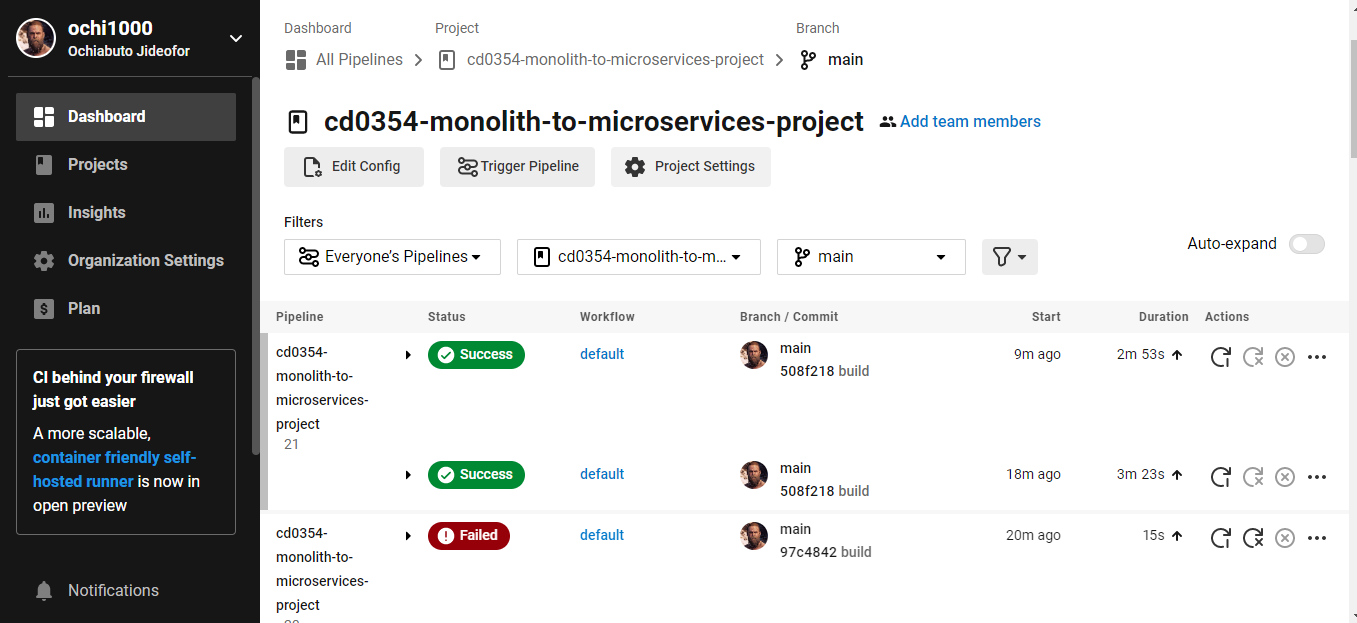 ochi1000
Ochiabuto Jideofor
Dashboard
Projects
Insights
Organization Settings
Plan
CI behind your firewall
just got easier
A more scalable,
container friendly self-
hosted runner is now in
open preview
Notifications
Dashboard Project Branch
All Pipelines cd0354-monolith-to-microservices-project main
cd0354-monolith-to-microservices-project Add team members
Edit Config Trigger Pipeline Project Settings
Filters
Everyone's Pipelines cd0354-monolith-to-m... main Auto-expand
Pipeline Status Workflow Branch / Commit Start Duration Actions
cd0354-
monolith-to-
microservices-
project
21
Success default main 9m ago 2m 53s
508f218 build
Success default main 18m ago 3m 23s
508f218 build
cd0354-
monolith-to-
microservices-
project
Failed default main 20m ago 15s
97c4842 build